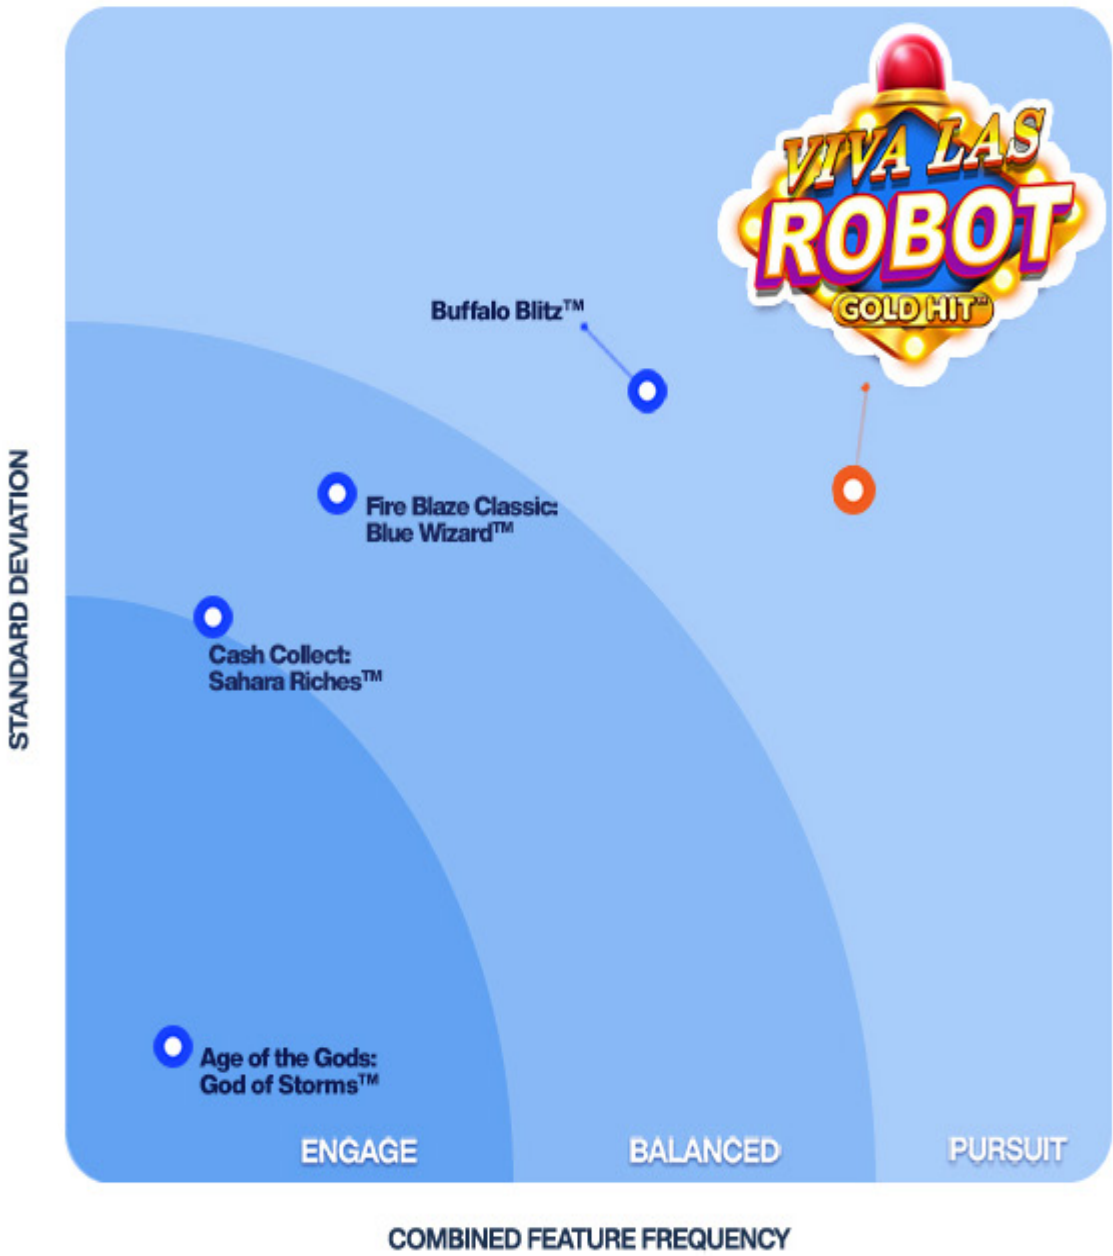 VIVA LAS
ROBOT
GOLD HIT™
Buffalo Blitz™
Fire Blaze Classic:
Blue Wizard™
Cash Collect:
Sahara Riches™
Age of the Gods:
God of Storms™
ENGAGE
BALANCED
PURSUIT
STANDARD DEVIATION
COMBINED FEATURE FREQUENCY